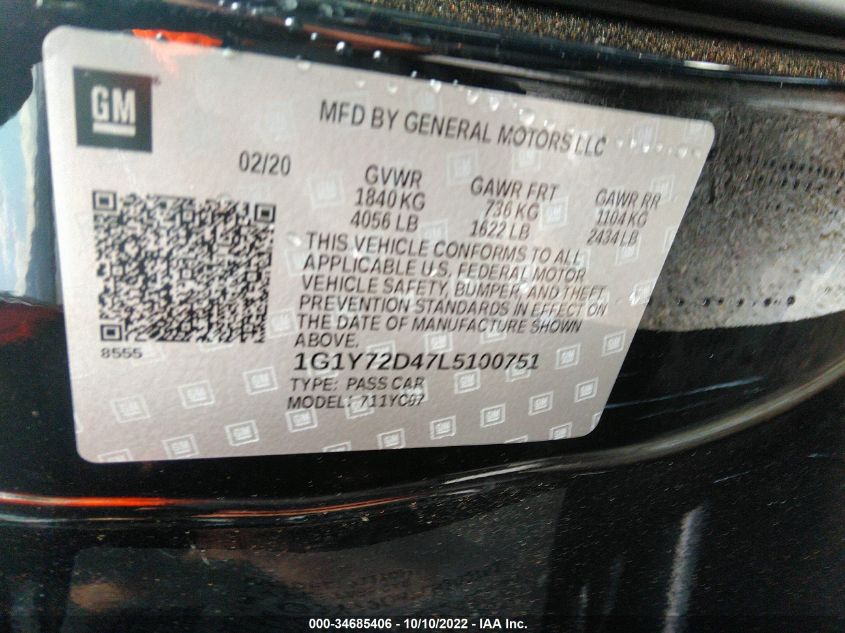 GM
MFD BY GENERAL MOTORS LLC
02/20
GVWR
1840 KG
4056 LB
GAWR FRT
736 KG
1622 LB
GAWR RR
1104 KG
2434 LB
THIS VEHICLE CONFORMS TO ALL
APPLICABLE U.S. FEDERAL MOTOR
VEHICLE SAFETY, BUMPER, AND THEFT
PREVENTION STANDARDS IN EFFECT ON
THE DATE OF MANUFACTURE SHOWN
ABOVE.
8555
1G1Y72D47L5100751
TYPE: PASS CAR
MODEL: 711YC07
000-34685406 - 10/10/2022 - IAA Inc.